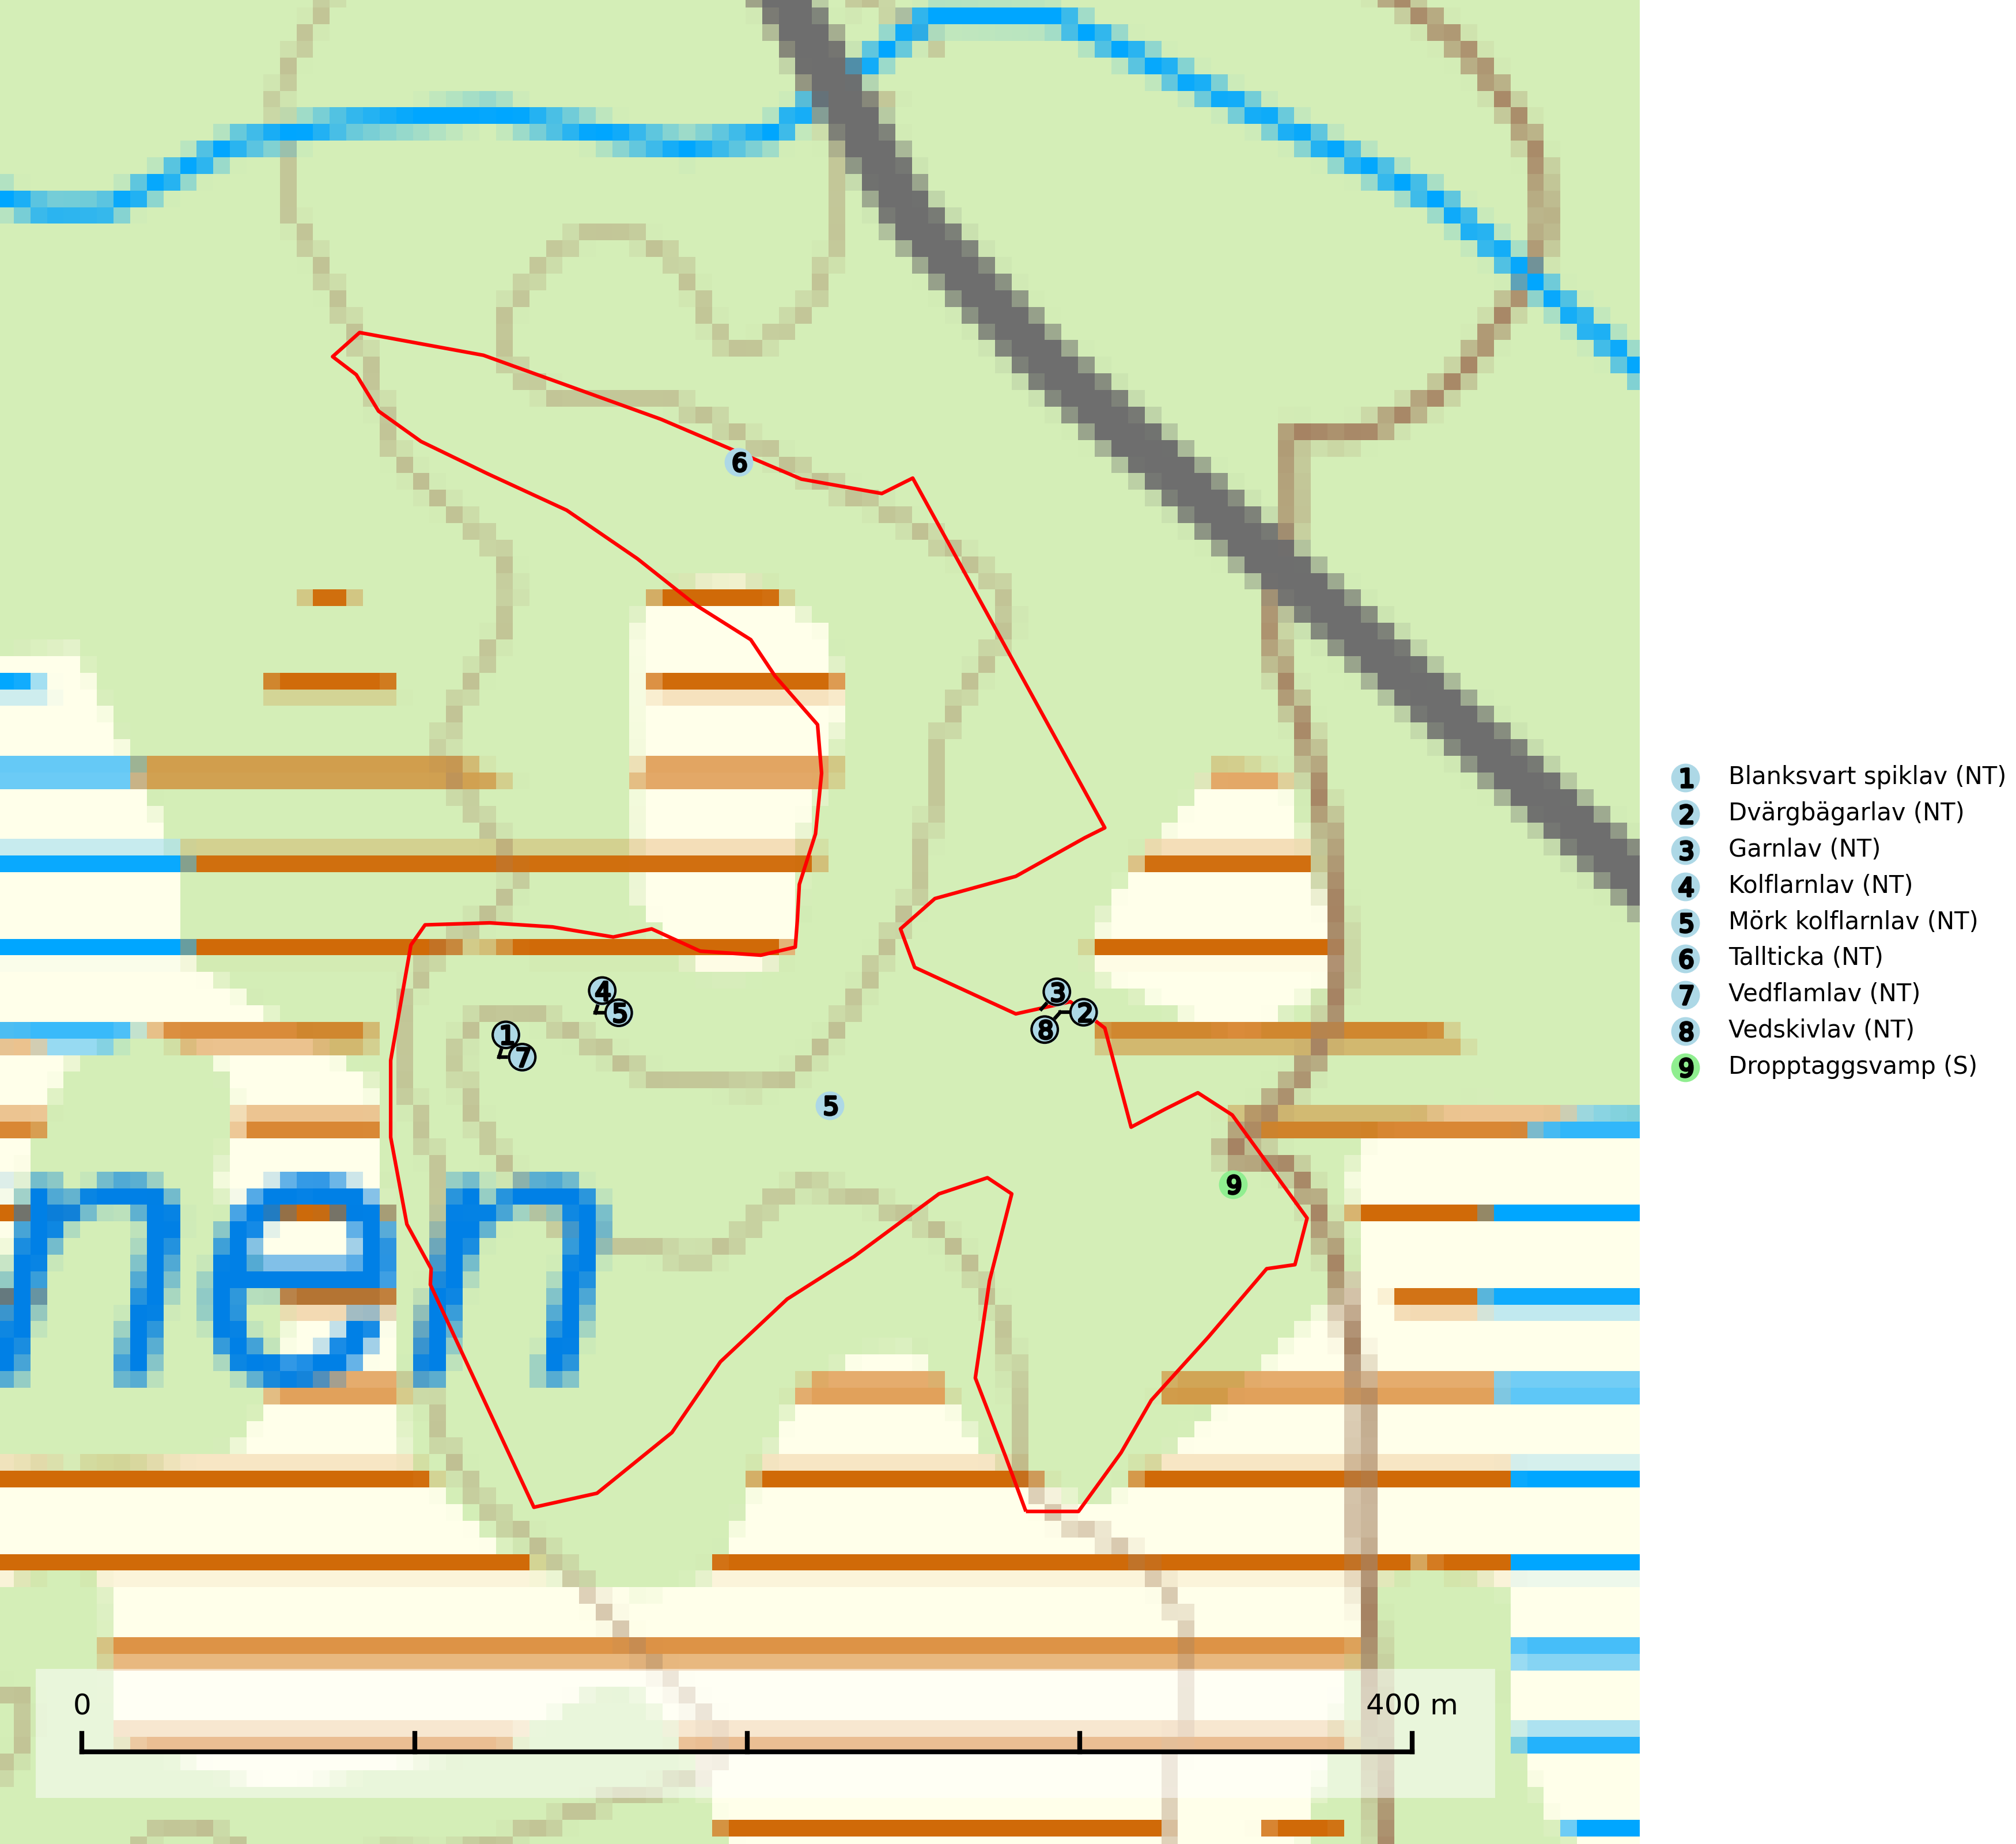 6
4
5
3
2
1
7
8
5
9
nen
0
400 m
1 Blanksvart spiklav (NT)
2 Dvärgbägarlav (NT)
3 Garnlav (NT)
4 Kolflarnlav (NT)
5 Mörk kolflarnlav (NT)
6 Tallticka (NT)
7 Vedflamlav (NT)
8 Vedskivlav (NT)
9 Dropptaggsvamp (S)